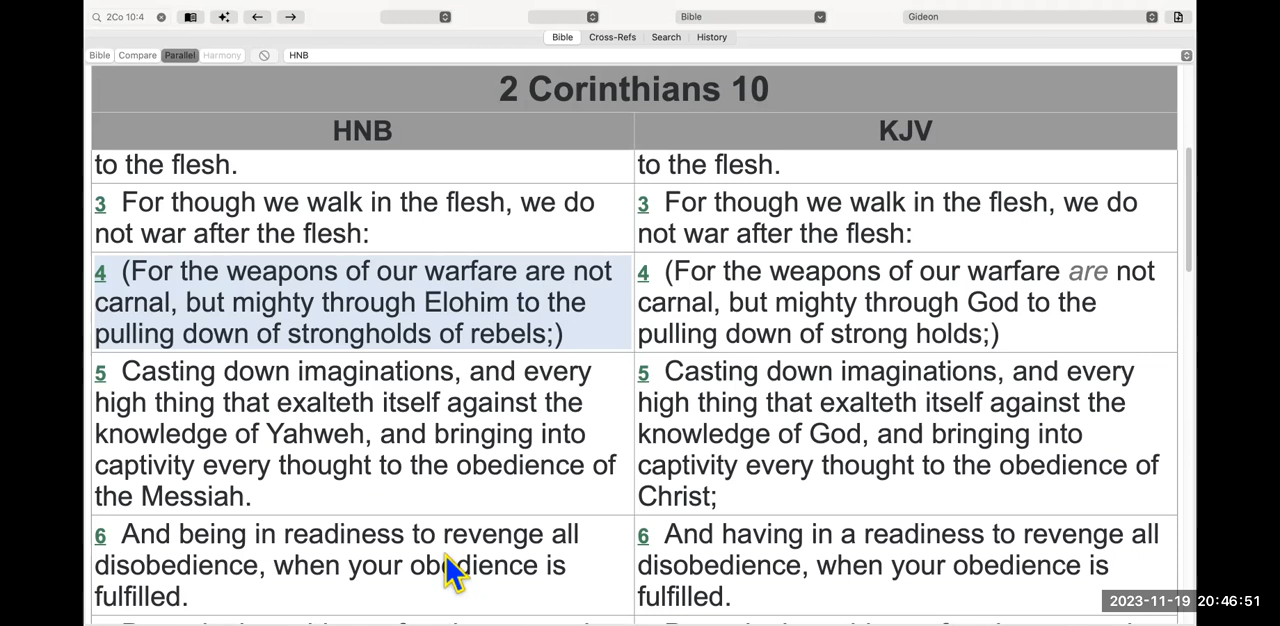 2Co 10:4
Bible
Gideon
Bible Cross-Refs Search History
Bible Compare Parallel Harmony HNB
2 Corinthians 10
HNB
KJV
to the flesh.
3 For though we walk in the flesh, we do
not war after the flesh:
4 (For the weapons of our warfare are not
carnal, but mighty through Elohim to the
pulling down of strongholds of rebels;)
5 Casting down imaginations, and every
high thing that exalteth itself against the
knowledge of Yahweh, and bringing into
captivity every thought to the obedience of
the Messiah.
6 And being in readiness to revenge all
disobedience, when your obedience is
fulfilled.
to the flesh.
3 For though we walk in the flesh, we do
not war after the flesh:
4 (For the weapons of our warfare are not
carnal, but mighty through God to the
pulling down of strong holds;)
5 Casting down imaginations, and every
high thing that exalteth itself against the
knowledge of God, and bringing into
captivity every thought to the obedience of
Christ;
6 And having in a readiness to revenge all
disobedience, when your obedience is
fulfilled.
2023-11-19 20:46:51